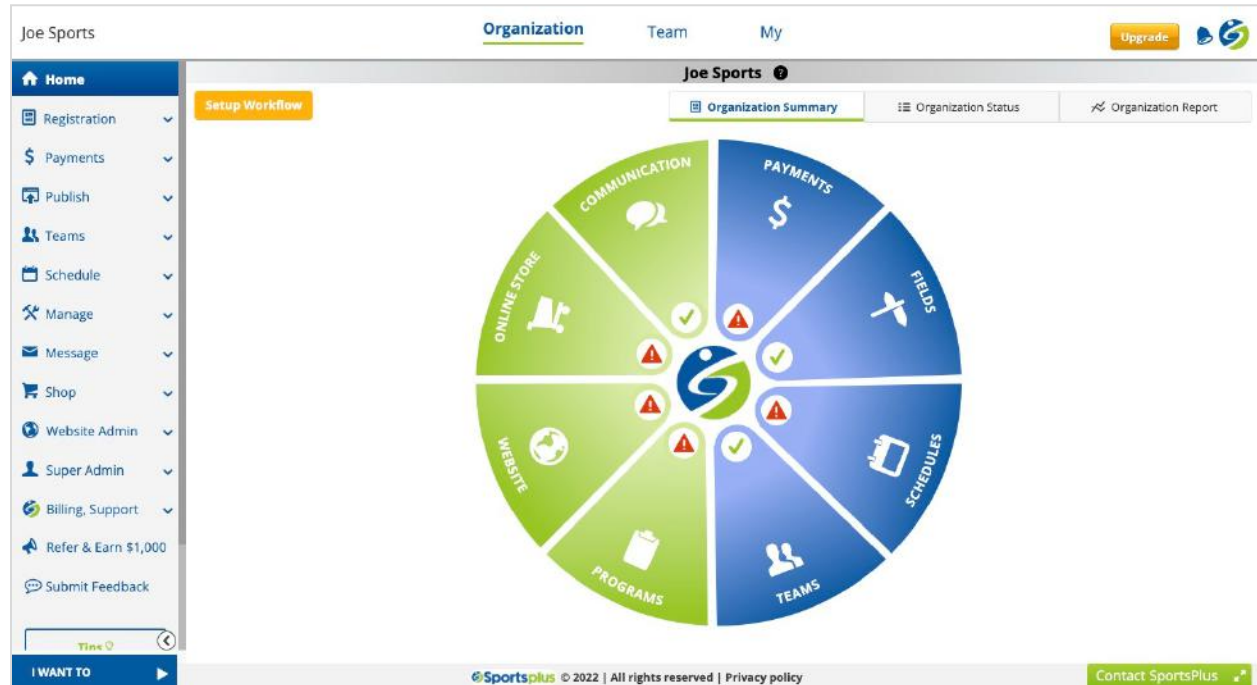 Joe Sports
Organization Team My
Upgrade
Home
Joe Sports
Setup Workflow
Organization Summary
Organization Status
Organization Report
Registration
$ Payments
Publish
Teams
Schedule
Manage
Message
Shop
Website Admin
Super Admin
Billing, Support
Refer & Earn $1,000
Submit Feedback
Tips
I WANT TO
COMMUNICATION
PAYMENTS
$
FIELDS
SCHEDULES
TEAMS
PROGRAMS
WEBSITE
ONLINE STORE
Sportsplus © 2022 | All rights reserved | Privacy policy
Contact SportsPlus